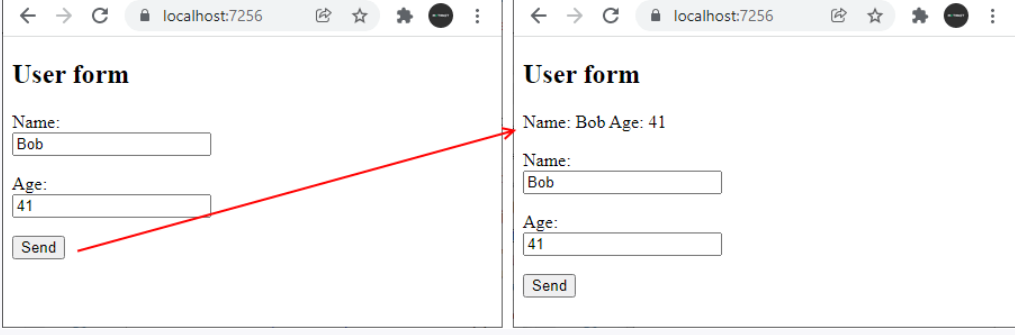 localhost:7256
User form
Name:
Bob
Age:
41
Send
localhost:7256
User form
Name: Bob Age: 41
Name:
Bob
Age:
41
Send